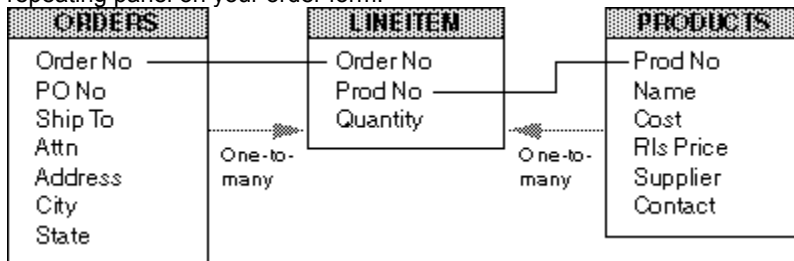 repeating panel on your order form.
ORDERS
Order No
PO No
Ship To
Attn
Address
City
State
One-to-
many
LINEITEM
Order No
Prod No
Quantity
One-to-
many
PRODUCTS
Prod No
Name
Cost
Rls Price
Supplier
Contact